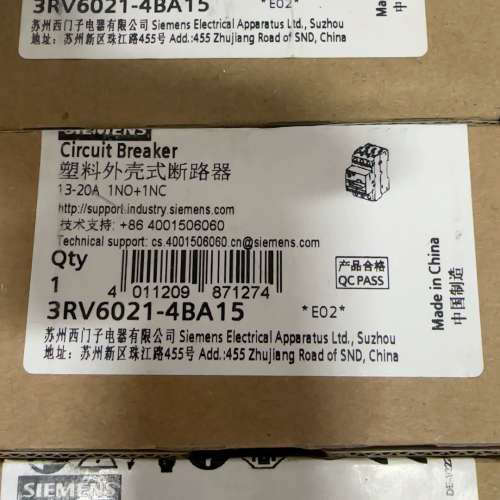 3RV6021-4BA15 *E02*
苏州西门子电器有限公司 Siemens Electrical Apparatus Ltd., Suzhou
地址: 苏州新区珠江路455号 Add.:455 Zhujiang Road of SND, China
SIEMENS
Circuit Breaker
塑料外壳式断路器
13-20A 1NO+1NC
http://support.industry.siemens.com
技术支持: +86 4001506060
Technical support: cs.4001506060.cn@siemens.com
Qty
1
4 011209 871274
产品合格
QC PASS
Made in China
中国制造
3RV6021-4BA15 *E02*
苏州西门子电器有限公司 Siemens Electrical Apparatus Ltd., Suzhou
地址: 苏州新区珠江路455号 Add.:455 Zhujiang Road of SND, China
SIEMENS